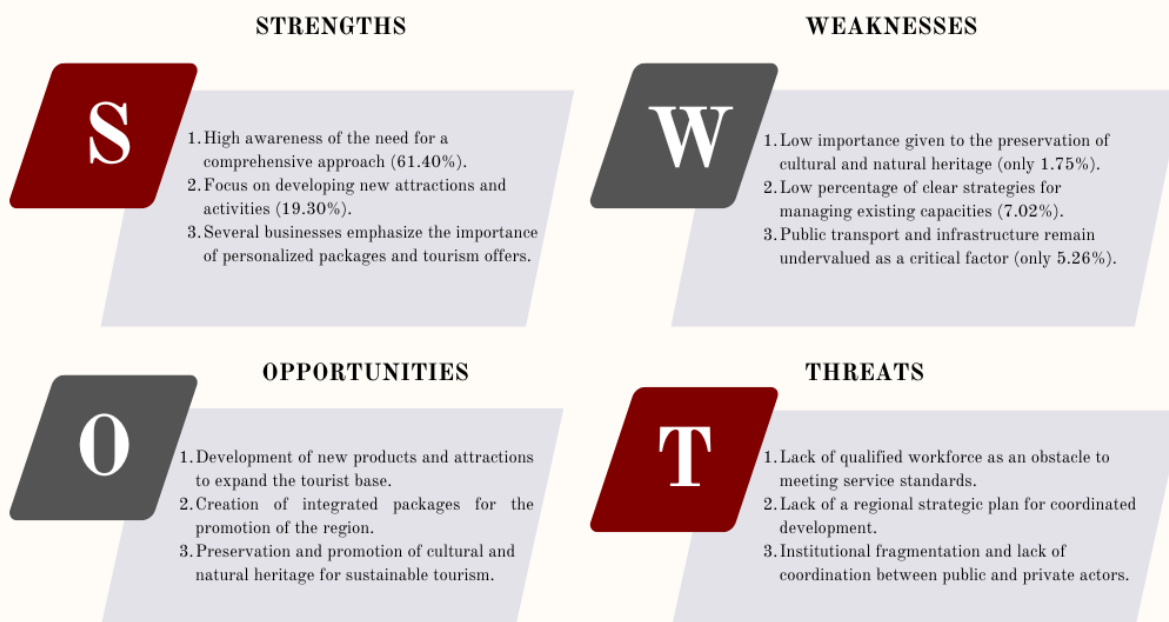 STRENGTHS
S
1. High awareness of the need for a
comprehensive approach (61.40%).
2. Focus on developing new attractions and
activities (19.30%).
3. Several businesses emphasize the importance
of personalized packages and tourism offers.
WEAKNESSES
W
1. Low importance given to the preservation of
cultural and natural heritage (only 1.75%).
2. Low percentage of clear strategies for
managing existing capacities (7.02%).
3. Public transport and infrastructure remain
undervalued as a critical factor (only 5.26%).
OPPORTUNITIES
O
1. Development of new products and attractions
to expand the tourist base.
2. Creation of integrated packages for the
promotion of the region.
3. Preservation and promotion of cultural and
natural heritage for sustainable tourism.
THREATS
T
1. Lack of qualified workforce as an obstacle to
meeting service standards.
2. Lack of a regional strategic plan for coordinated
development.
3. Institutional fragmentation and lack of
coordination between public and private actors.